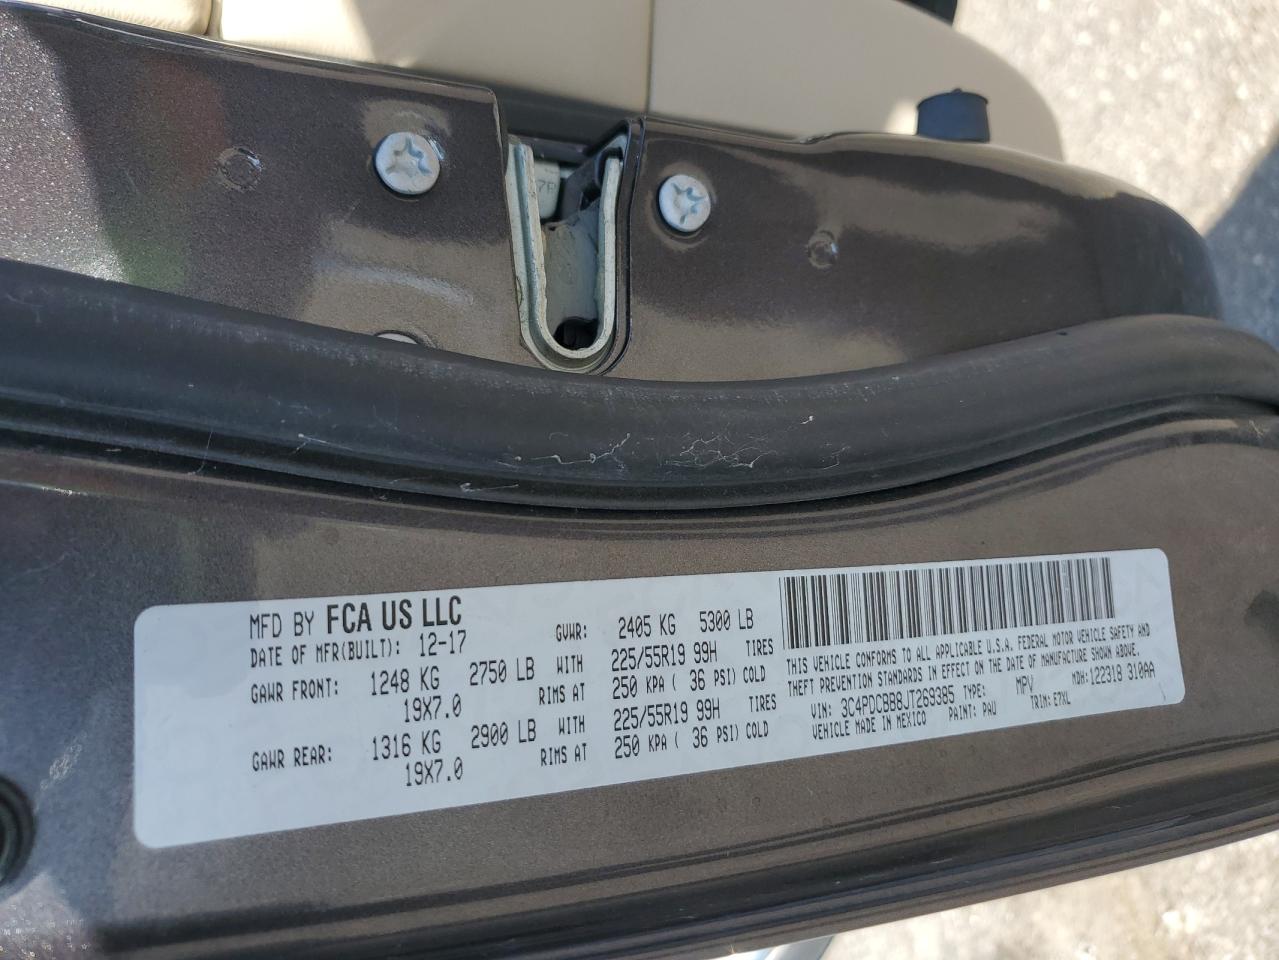 7P
MFD BY FCA US LLC
DATE OF MFR(BUILT): 12-17 GVWR: 2405 KG 5300 LB
GAWR FRONT: 1248 KG 2750 LB WITH 225/55R19 99H TIRES
19X7.0 RIMS AT 250 KPA ( 36 PSI) COLD
GAWR REAR: 1316 KG 2900 LB WITH 225/55R19 99H TIRES
19X7.0 RIMS AT 250 KPA ( 36 PSI) COLD
THIS VEHICLE CONFORMS TO ALL APPLICABLE U.S.A. FEDERAL MOTOR VEHICLE SAFETY AND
THEFT PREVENTION STANDARDS IN EFFECT ON THE DATE OF MANUFACTURE SHOWN ABOVE.
VIN: 3C4PDCBB8JT269385 TYPE: MPV MDH: 122318 310AA
VEHICLE MADE IN MEXICO PAINT: PAU TRIM: E7XL